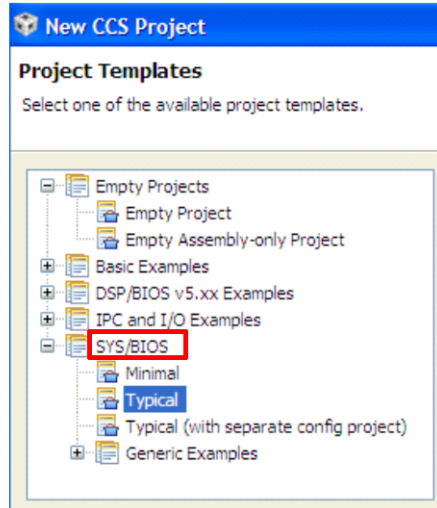 New CCS Project
Project Templates
Select one of the available project templates.
Empty Projects
Empty Project
Empty Assembly-only Project
Basic Examples
DSP/BIOS v5.xx Examples
IPC and I/O Examples
SYS/BIOS
Minimal
Typical
Typical (with separate config project)
Generic Examples